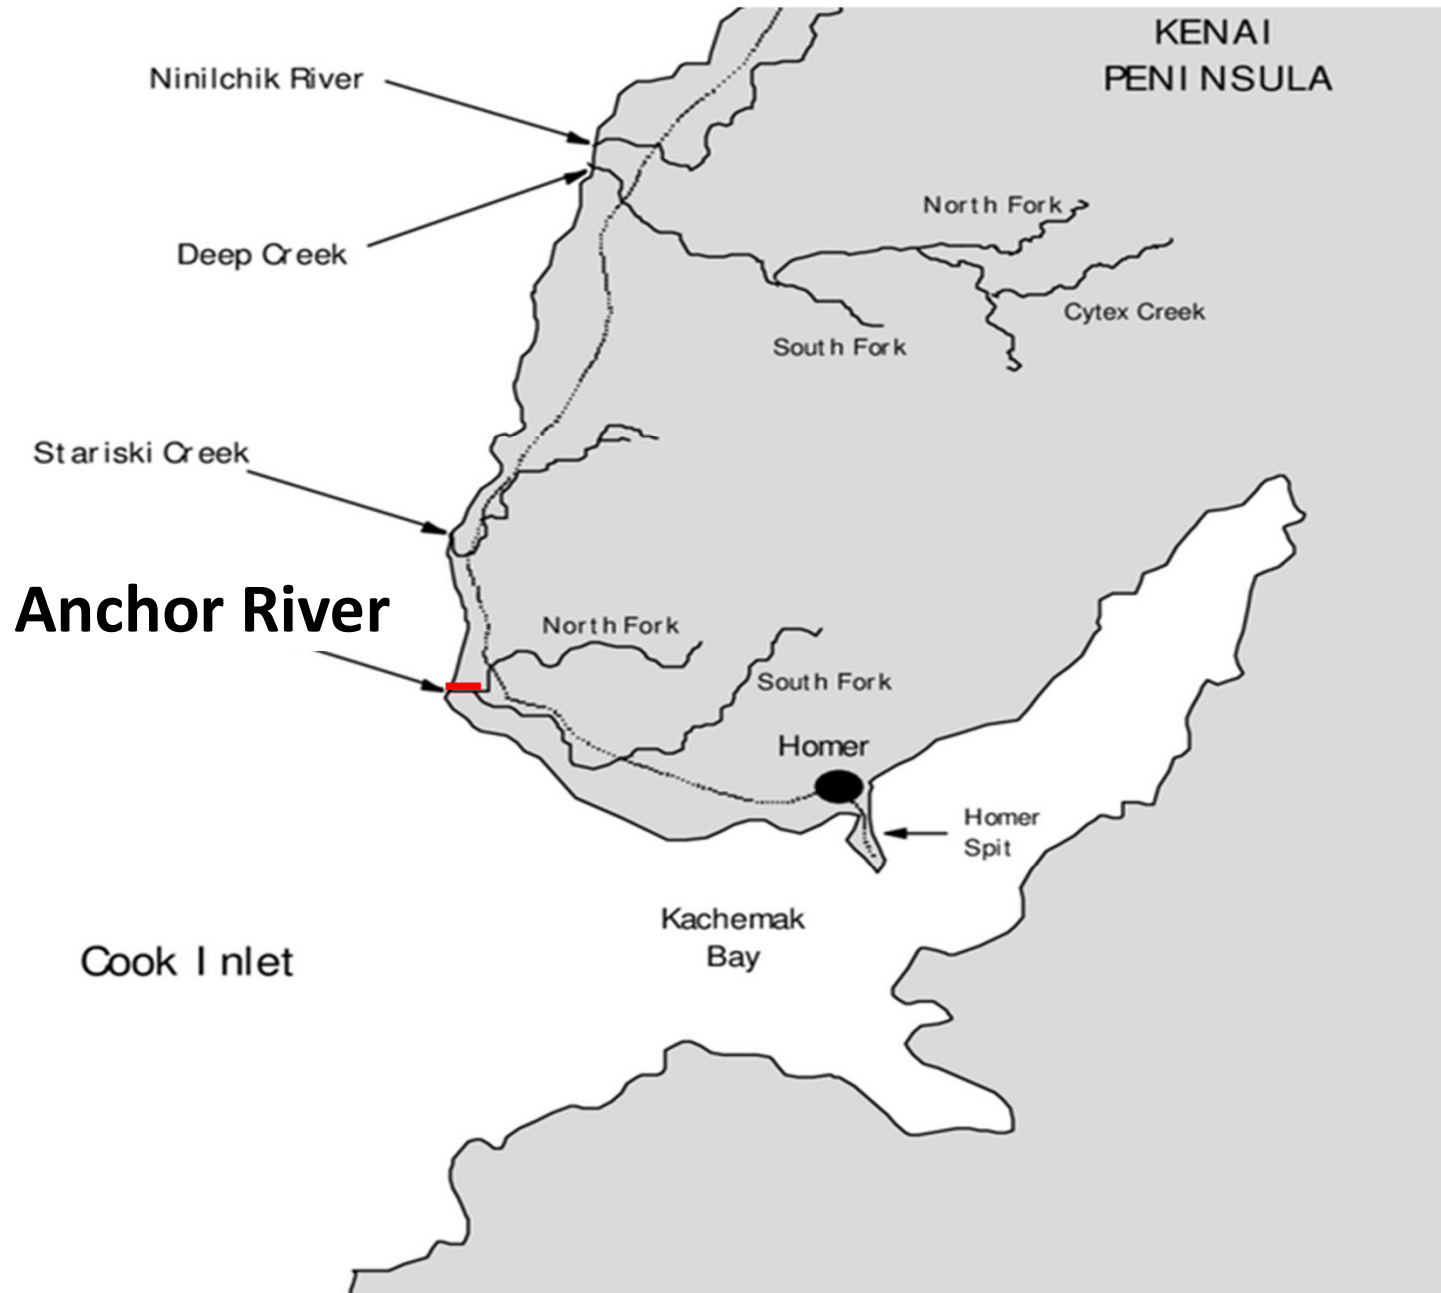 KENAI
PENINSULA
Ninilchik River
North Fork
Deep Creek
Cytex Creek
South Fork
Stariski Creek
Anchor River
North Fork
South Fork
Homer
Homer
Spit
Kachemak
Bay
Cook Inlet